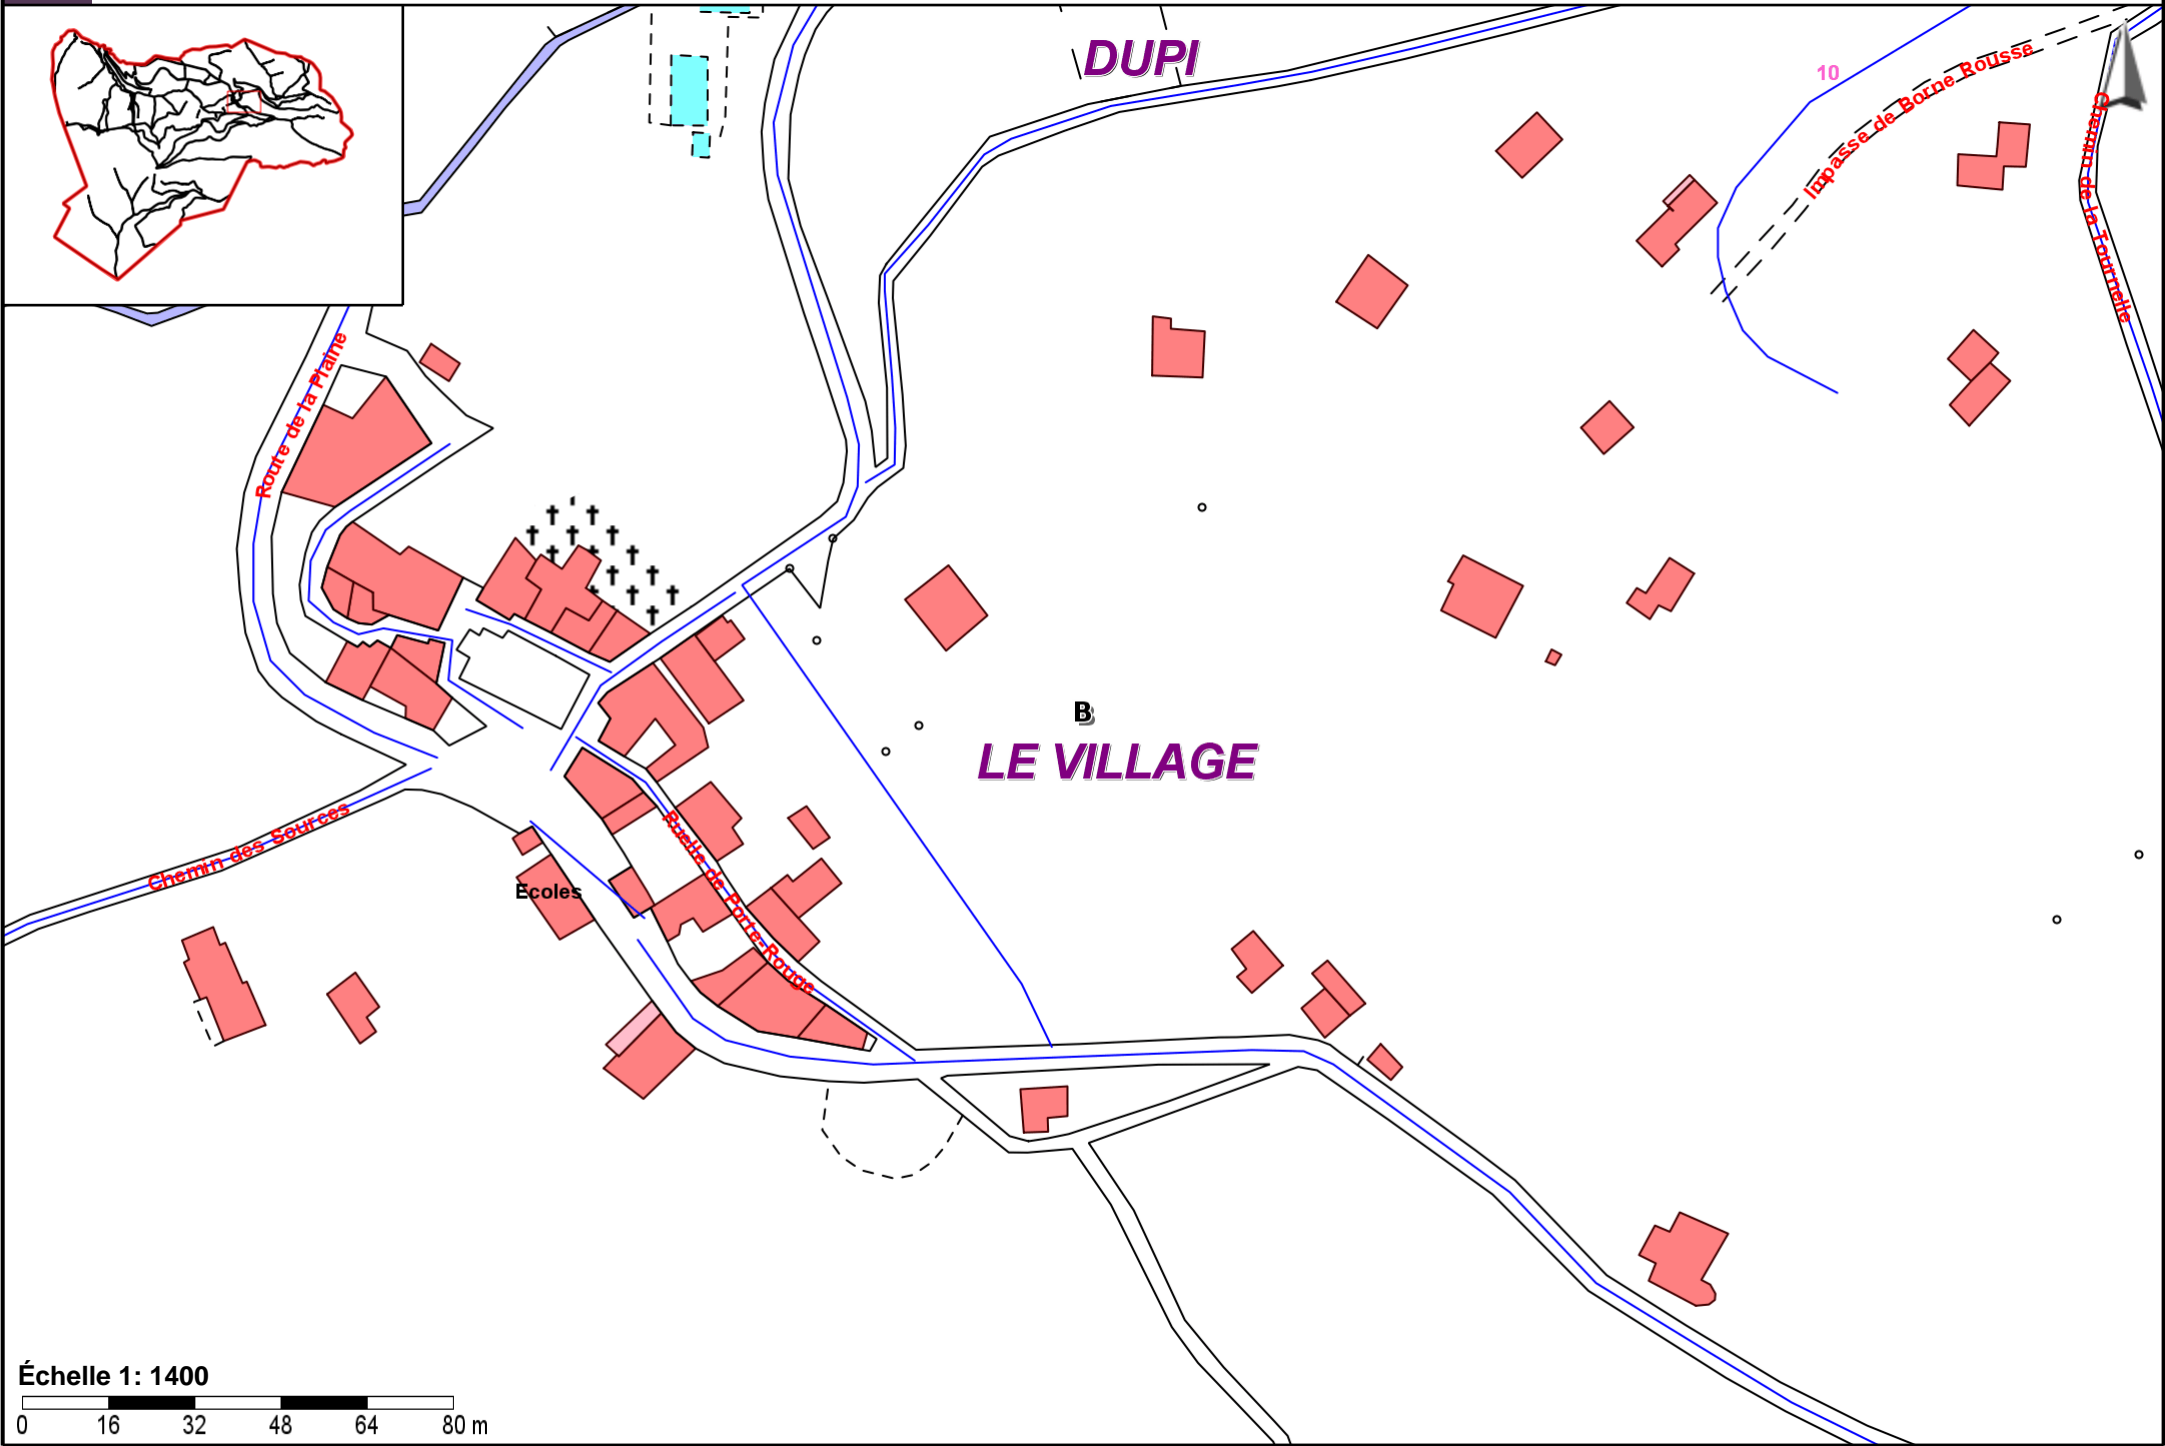 DUPI
10
Impasse de Borne Rousse
Chemin de la Tournelle
Route de la Plaine
B
LE VILLAGE
Chemin des Sources
Ruelle de Porte-Rouge
Ecoles
Échelle 1: 1400
0 16 32 48 64 80 m